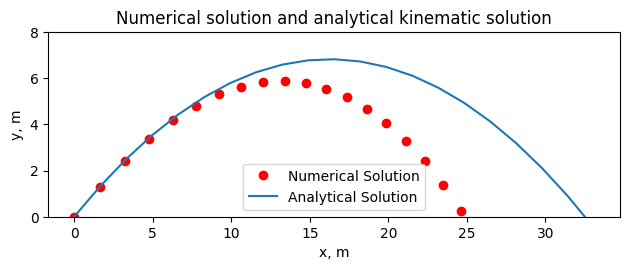 Numerical solution and analytical kinematic solution
8
6
4
2
0
y, m
Numerical Solution
Analytical Solution
0 5 10 15 20 25 30
x, m